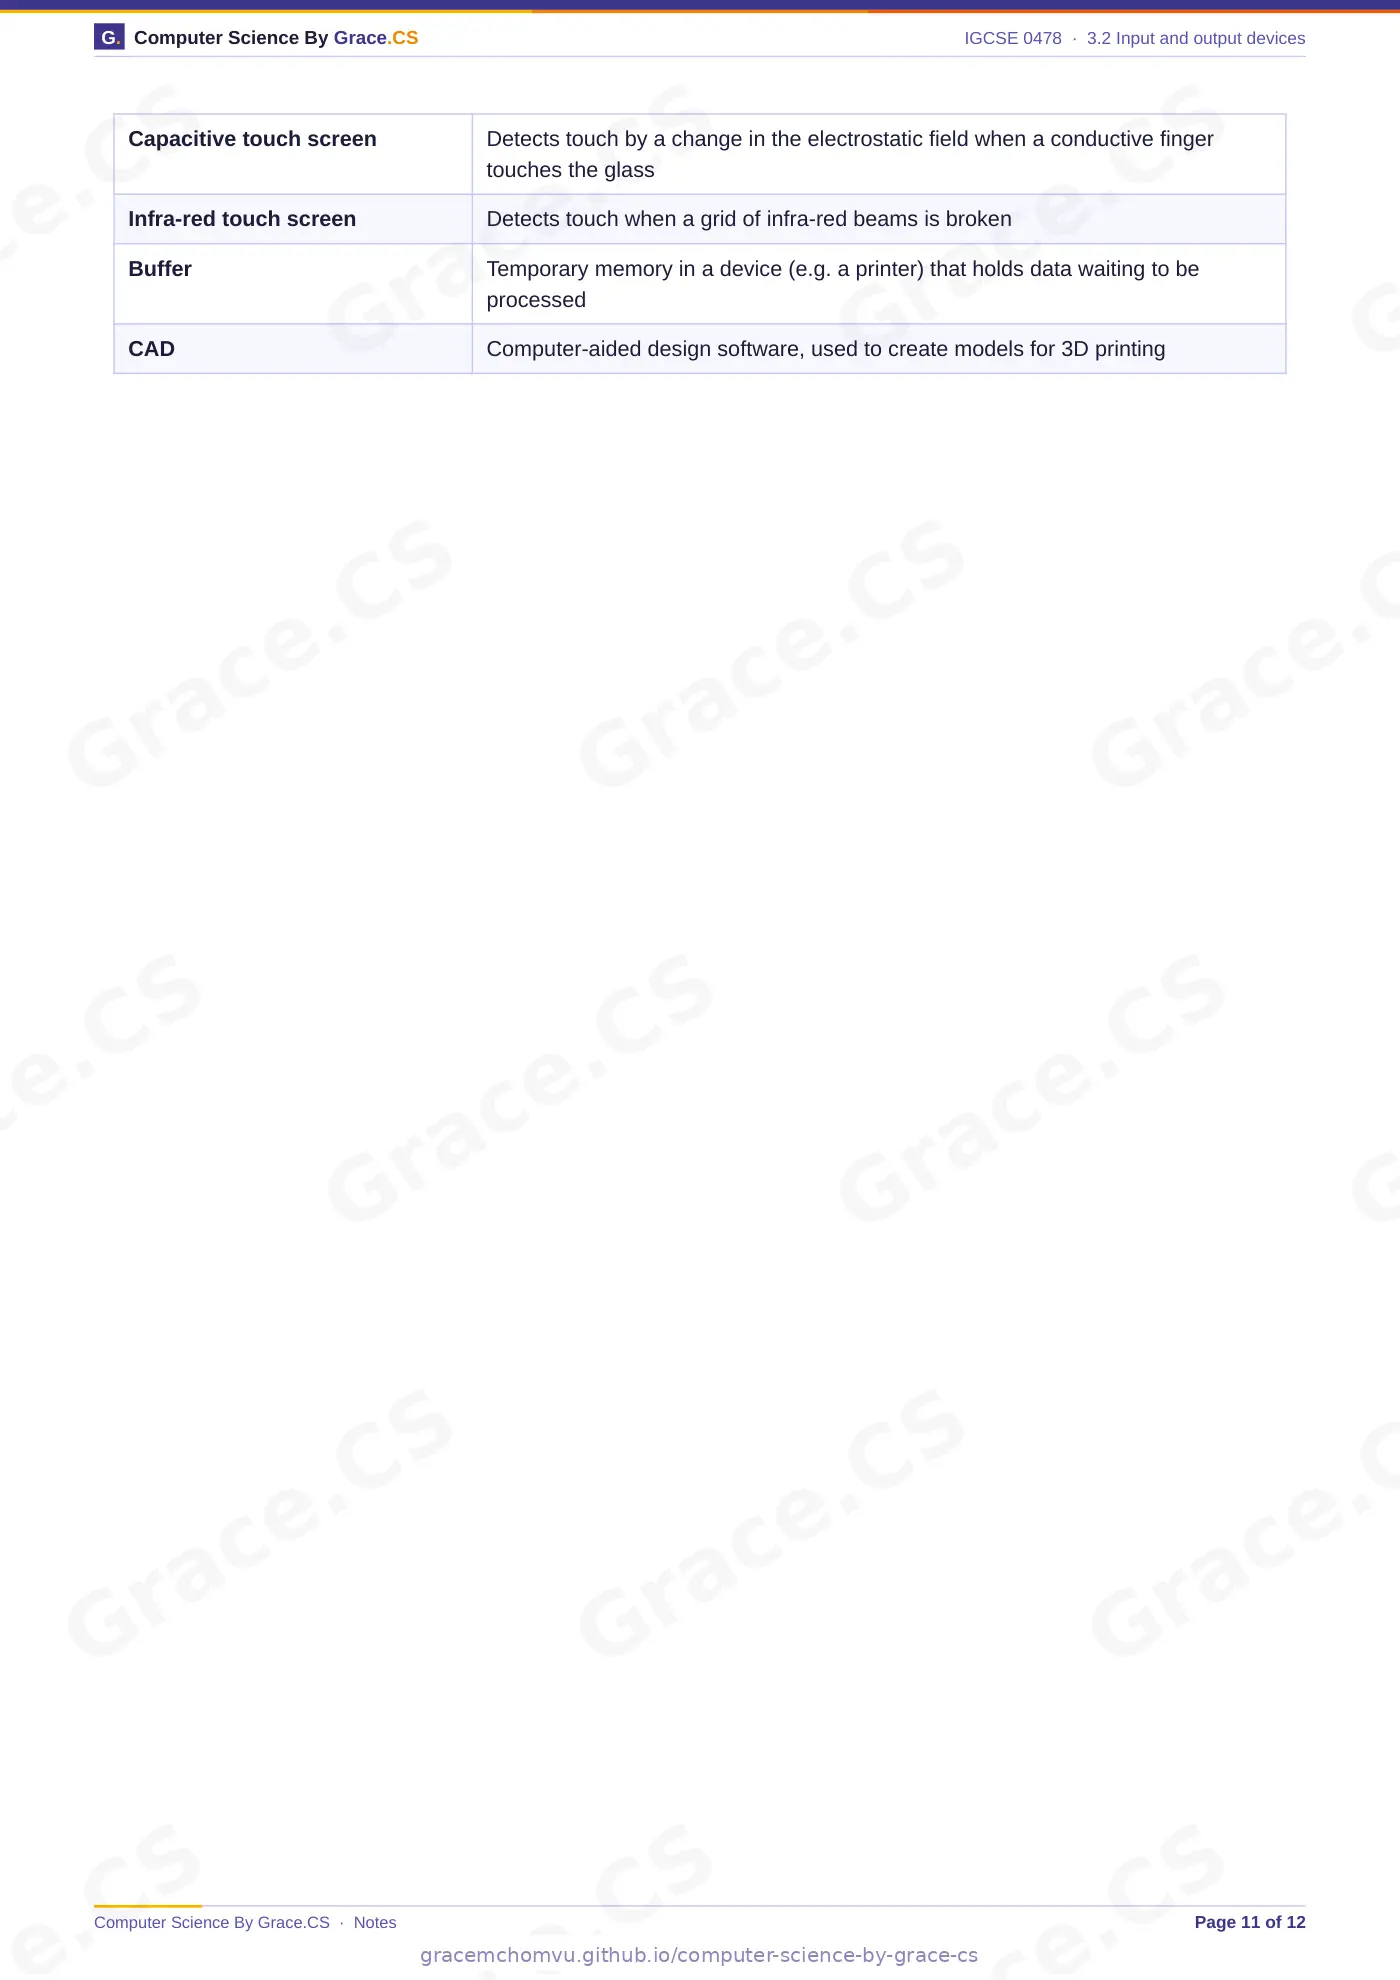 G. Computer Science By Grace.CS
IGCSE 0478 · 3.2 Input and output devices
Capacitive touch screen
Detects touch by a change in the electrostatic field when a conductive finger
touches the glass
Infra-red touch screen
Detects touch when a grid of infra-red beams is broken
Buffer
Temporary memory in a device (e.g. a printer) that holds data waiting to be
processed
CAD
Computer-aided design software, used to create models for 3D printing
Grace.CS
Computer Science By Grace.CS · Notes
Page 11 of 12
gracemchomvu.github.io/computer-science-by-grace-cs